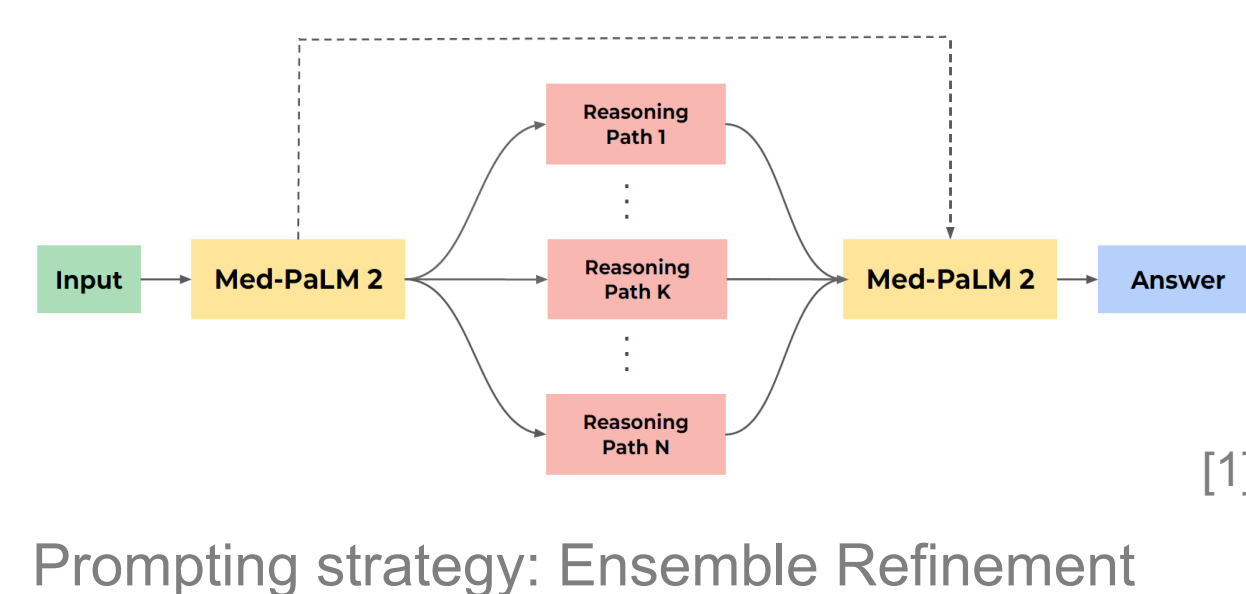 Reasoning
Path 1
Input
Med-PaLM 2
Reasoning
Path K
Med-PaLM 2
Answer
Reasoning
Path N
[1]
Prompting strategy: Ensemble Refinement